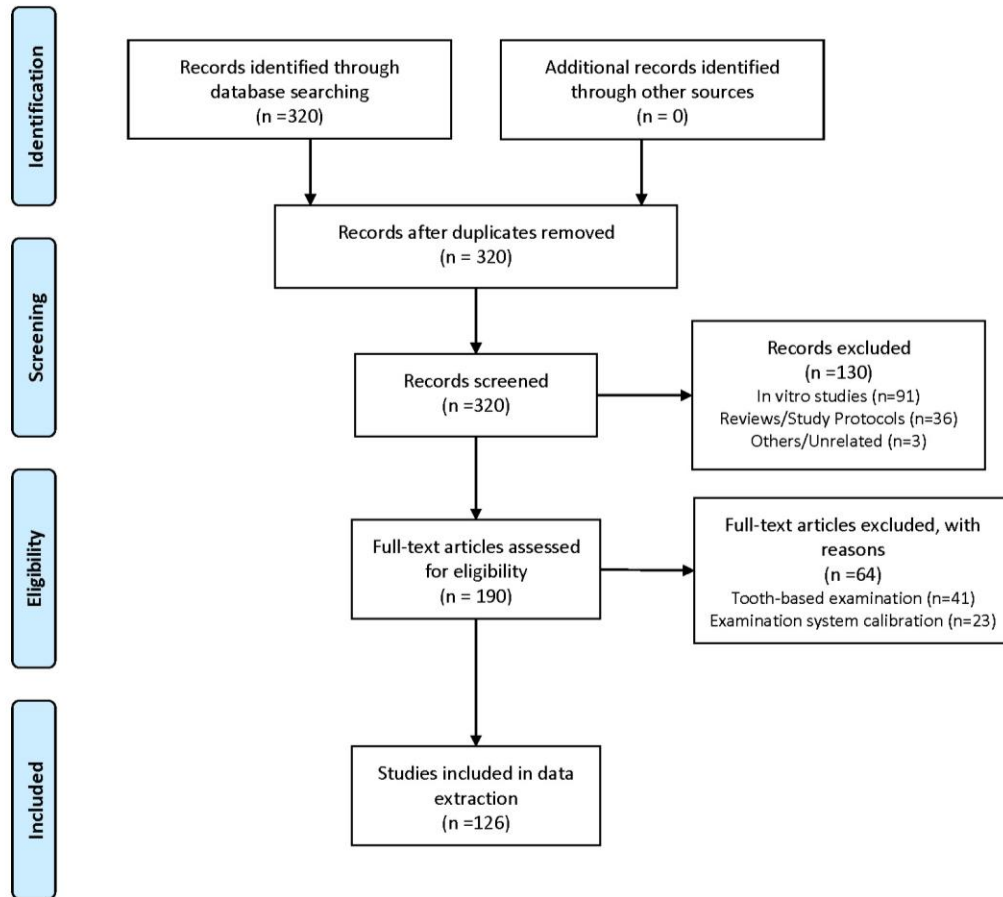 Identification
Records identified through
database searching
(n =320)
Additional records identified
through other sources
(n = 0)
Records after duplicates removed
(n = 320)
Screening
Records screened
(n =320)
Records excluded
(n =130)
In vitro studies (n=91)
Reviews/Study Protocols (n=36)
Others/Unrelated (n=3)
Eligibility
Full-text articles assessed
for eligibility
(n = 190)
Full-text articles excluded, with
reasons
(n =64)
Tooth-based examination (n=41)
Examination system calibration (n=23)
Included
Studies included in data
extraction
(n =126)